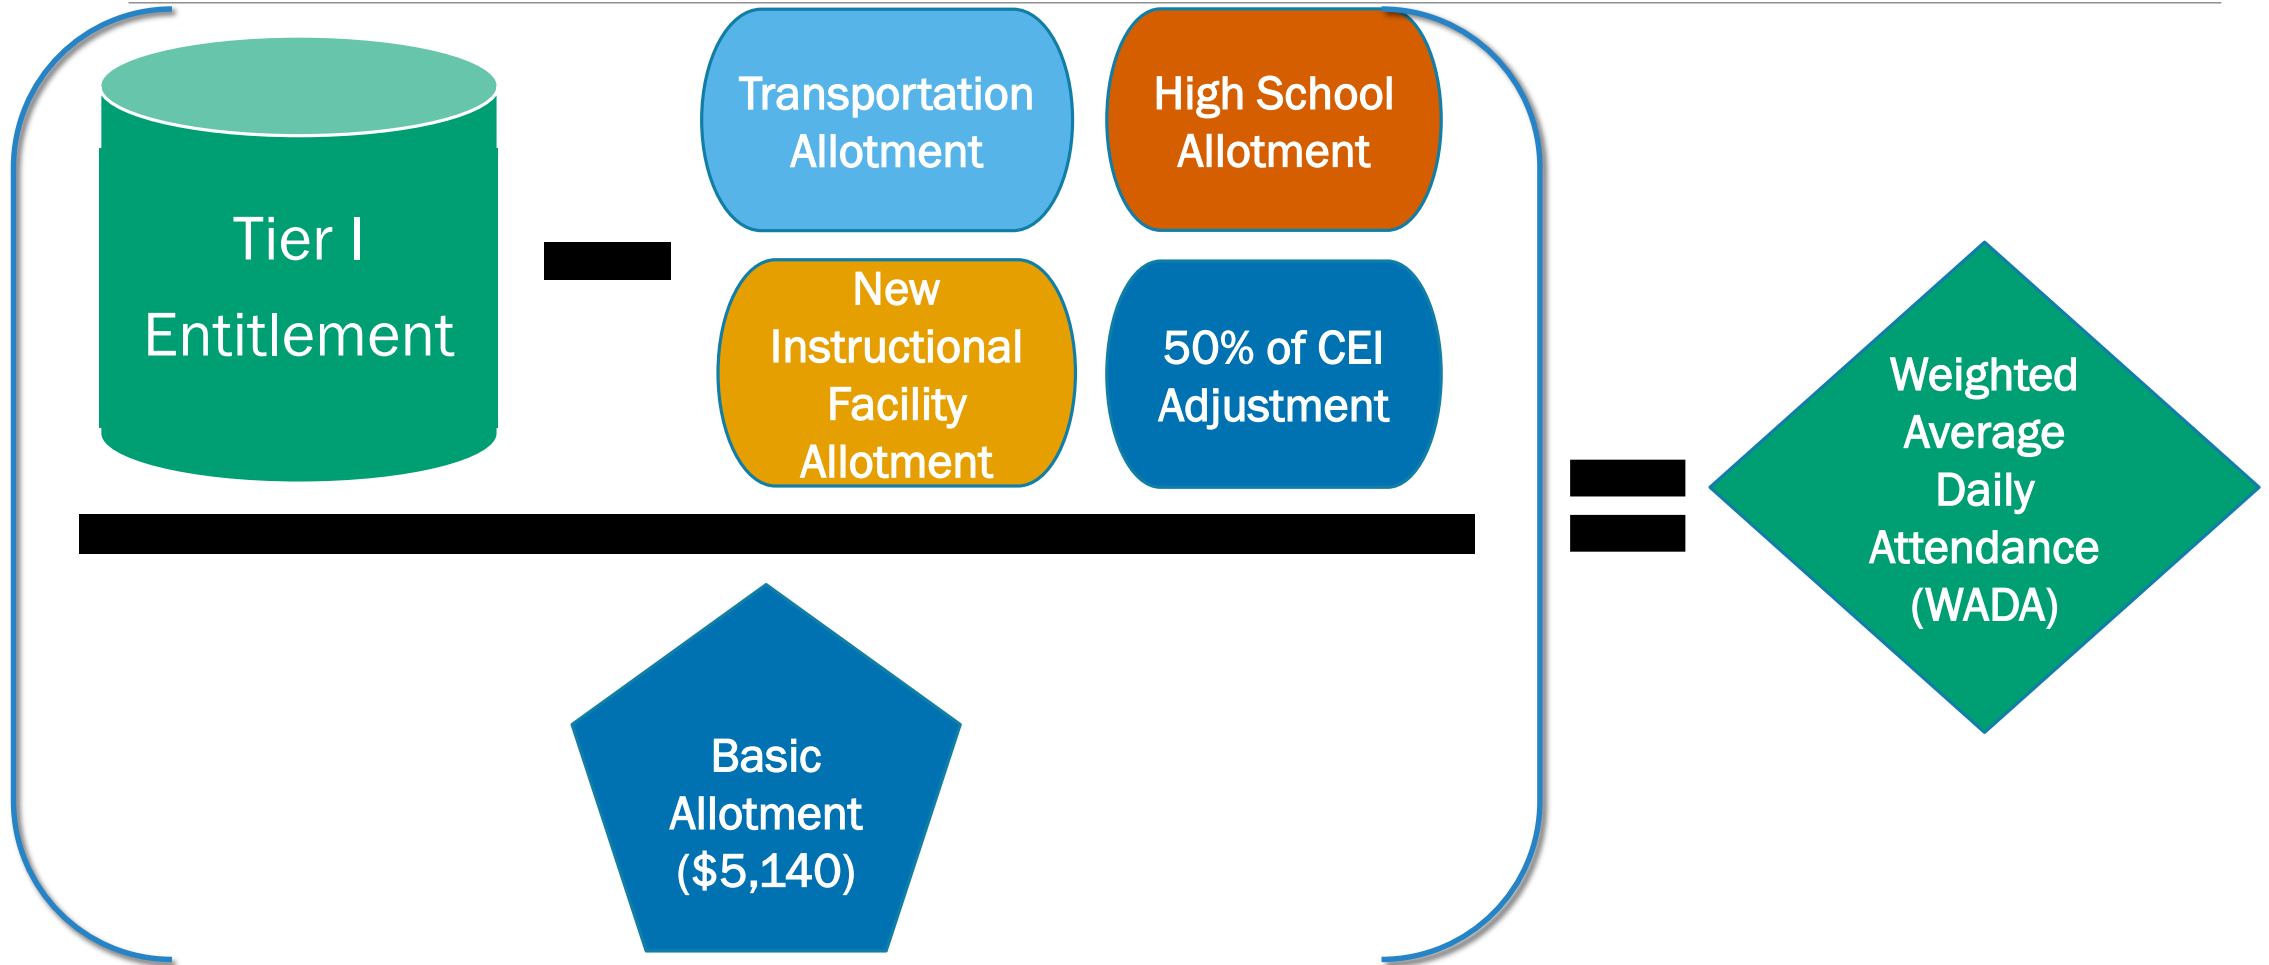 Tier I
Entitlement
Transportation
Allotment
High School
Allotment
New
Instructional
Facility
Allotment
50% of CEI
Adjustment
Basic
Allotment
($5,140)
Weighted
Average
Daily
Attendance
(WADA)